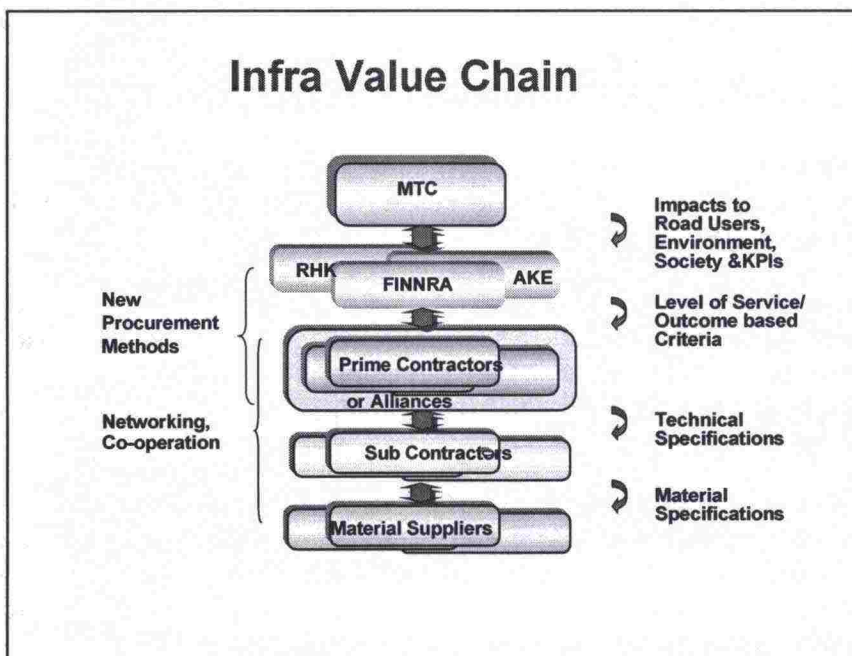 Infra Value Chain
MTC
Impacts to
Road Users,
Environment,
Society &KPIs
RHK
FINNRA
AKE
New
Procurement
Methods
Level of Service/
Outcome based
Criteria
Prime Contractors
or Alliances
Networking,
Co-operation
Technical
Specifications
Sub Contractors
Material
Specifications
Material Suppliers